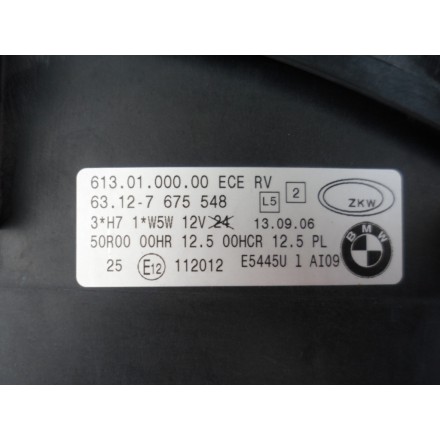 613.01.000.00 ECE RV
63.12-7 675 548 L5 2 ZKW
3*H7 1*W5W 12V 24 13.09.06
50R00 00HR 12.5 00HCR 12.5 PL
25 E12 112012 E5445U 1 AI09
BMW